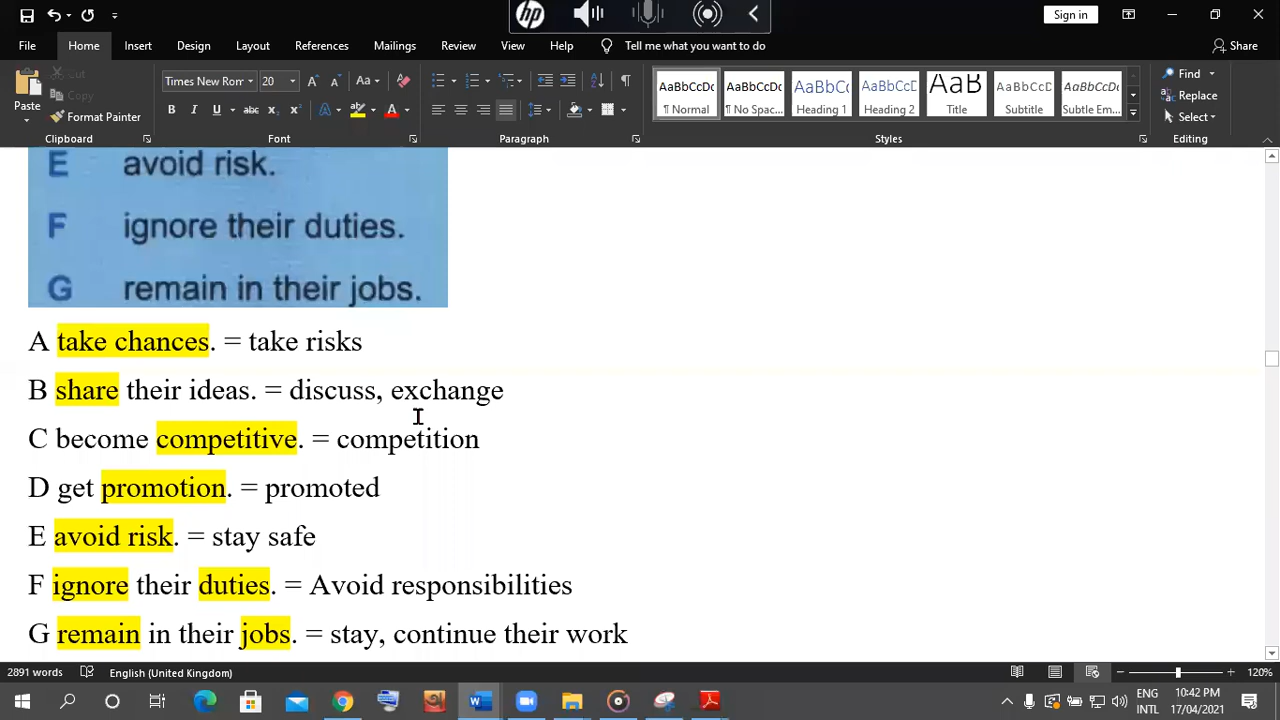 Sign in
File Home Insert Design Layout References Mailings Review View Help Tell me what you want to do Share
Cut
Copy
Paste Format Painter
Times New Rom 20
AaBbCcDc AaBbCcDc AaBbCc AaBbCcD AaB AaBbCcD AaBbCcDc
¶ Normal ¶ No Spac... Heading 1 Heading 2 Title Subtitle Subtle Em...
Find
Replace
Select
Clipboard Font Paragraph Styles Editing
E avoid risk.
F ignore their duties.
G remain in their jobs.
A take chances. = take risks
B share their ideas. = discuss, exchange
C become competitive. = competition
D get promotion. = promoted
E avoid risk. = stay safe
F ignore their duties. = Avoid responsibilities
G remain in their jobs. = stay, continue their work
2891 words English (United Kingdom) 120%
ENG 10:42 PM
INTL 17/04/2021